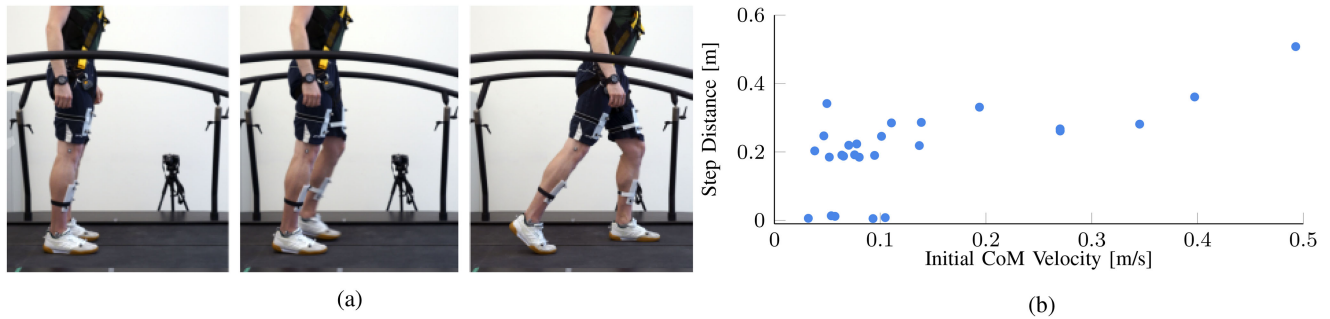 0.6
0.4
0.2
0
Step Distance [m]
0 0.1 0.2 0.3 0.4 0.5
Initial CoM Velocity [m/s]
(a)
(b)